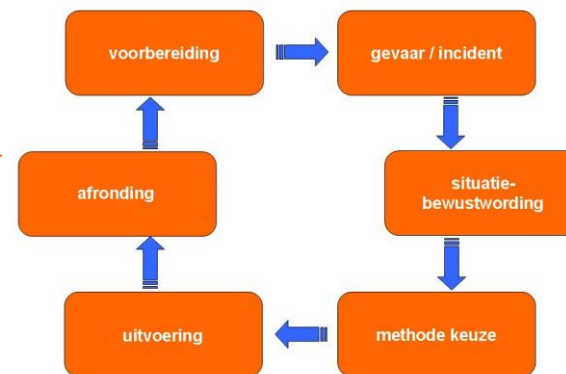 voorbereiding
gevaar / incident
situatie-
bewustwording
methode keuze
uitvoering
afronding